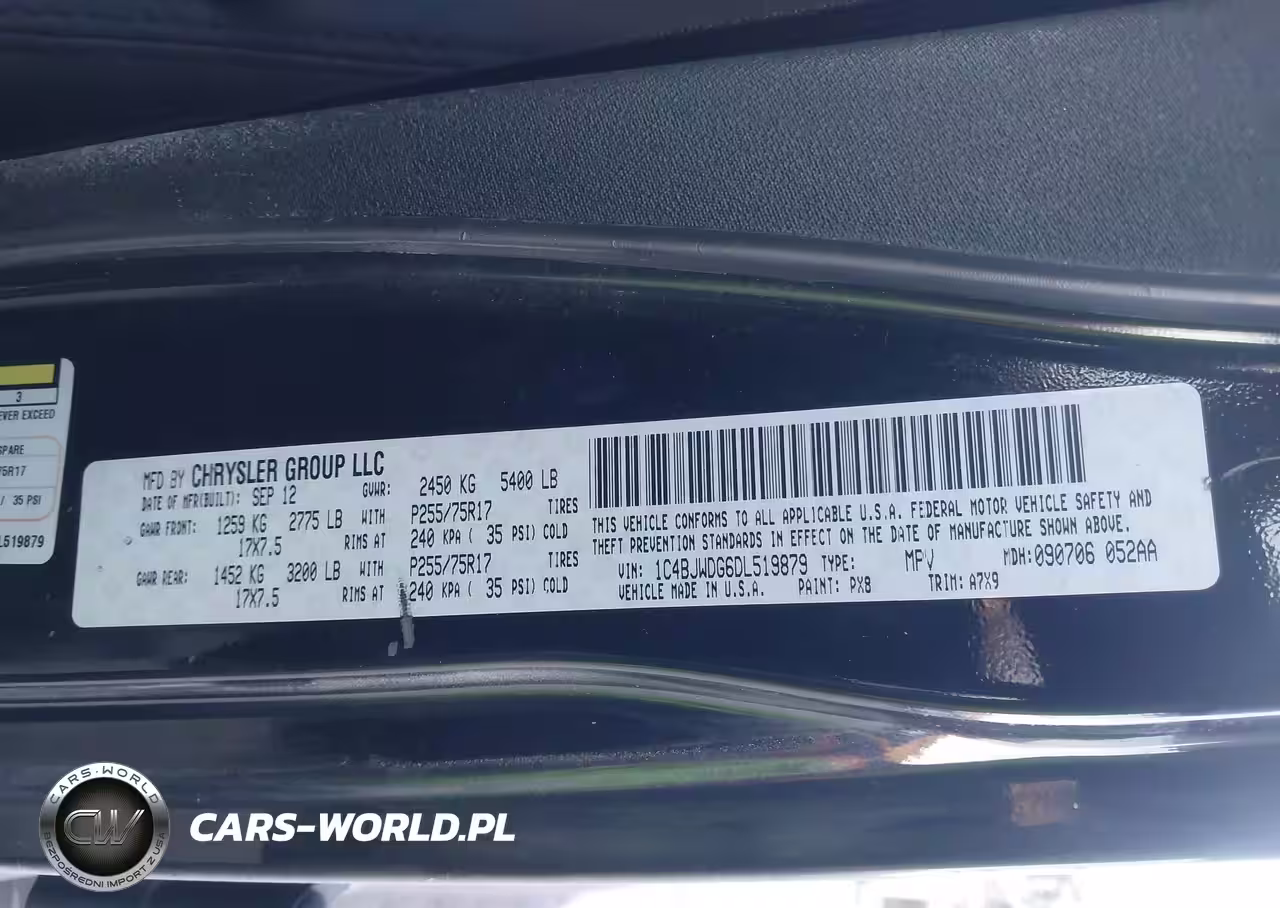 3
EVER EXCEED
SPARE
75R17
/ 35 PSI
L519879
MFD BY CHRYSLER GROUP LLC
DATE OF MFR(BUILT): SEP 12 GVWR: 2450 KG 5400 LB
GAWR FRONT: 1259 KG 2775 LB WITH P255/75R17 TIRES
17X7.5 RIMS AT 240 KPA ( 35 PSI) COLD
GAWR REAR: 1452 KG 3200 LB WITH P255/75R17 TIRES
17X7.5 RIMS AT 240 KPA ( 35 PSI) COLD
THIS VEHICLE CONFORMS TO ALL APPLICABLE U.S.A. FEDERAL MOTOR VEHICLE SAFETY AND
THEFT PREVENTION STANDARDS IN EFFECT ON THE DATE OF MANUFACTURE SHOWN ABOVE.
VIN: 1C4BJWDG6DL519879 TYPE: MPV MDH:090706 052AA
VEHICLE MADE IN U.S.A. PAINT: PX8 TRIM: A7X9
CARS-WORLD
CW
BEZPOŚREDNI IMPORT Z USA
CARS-WORLD.PL